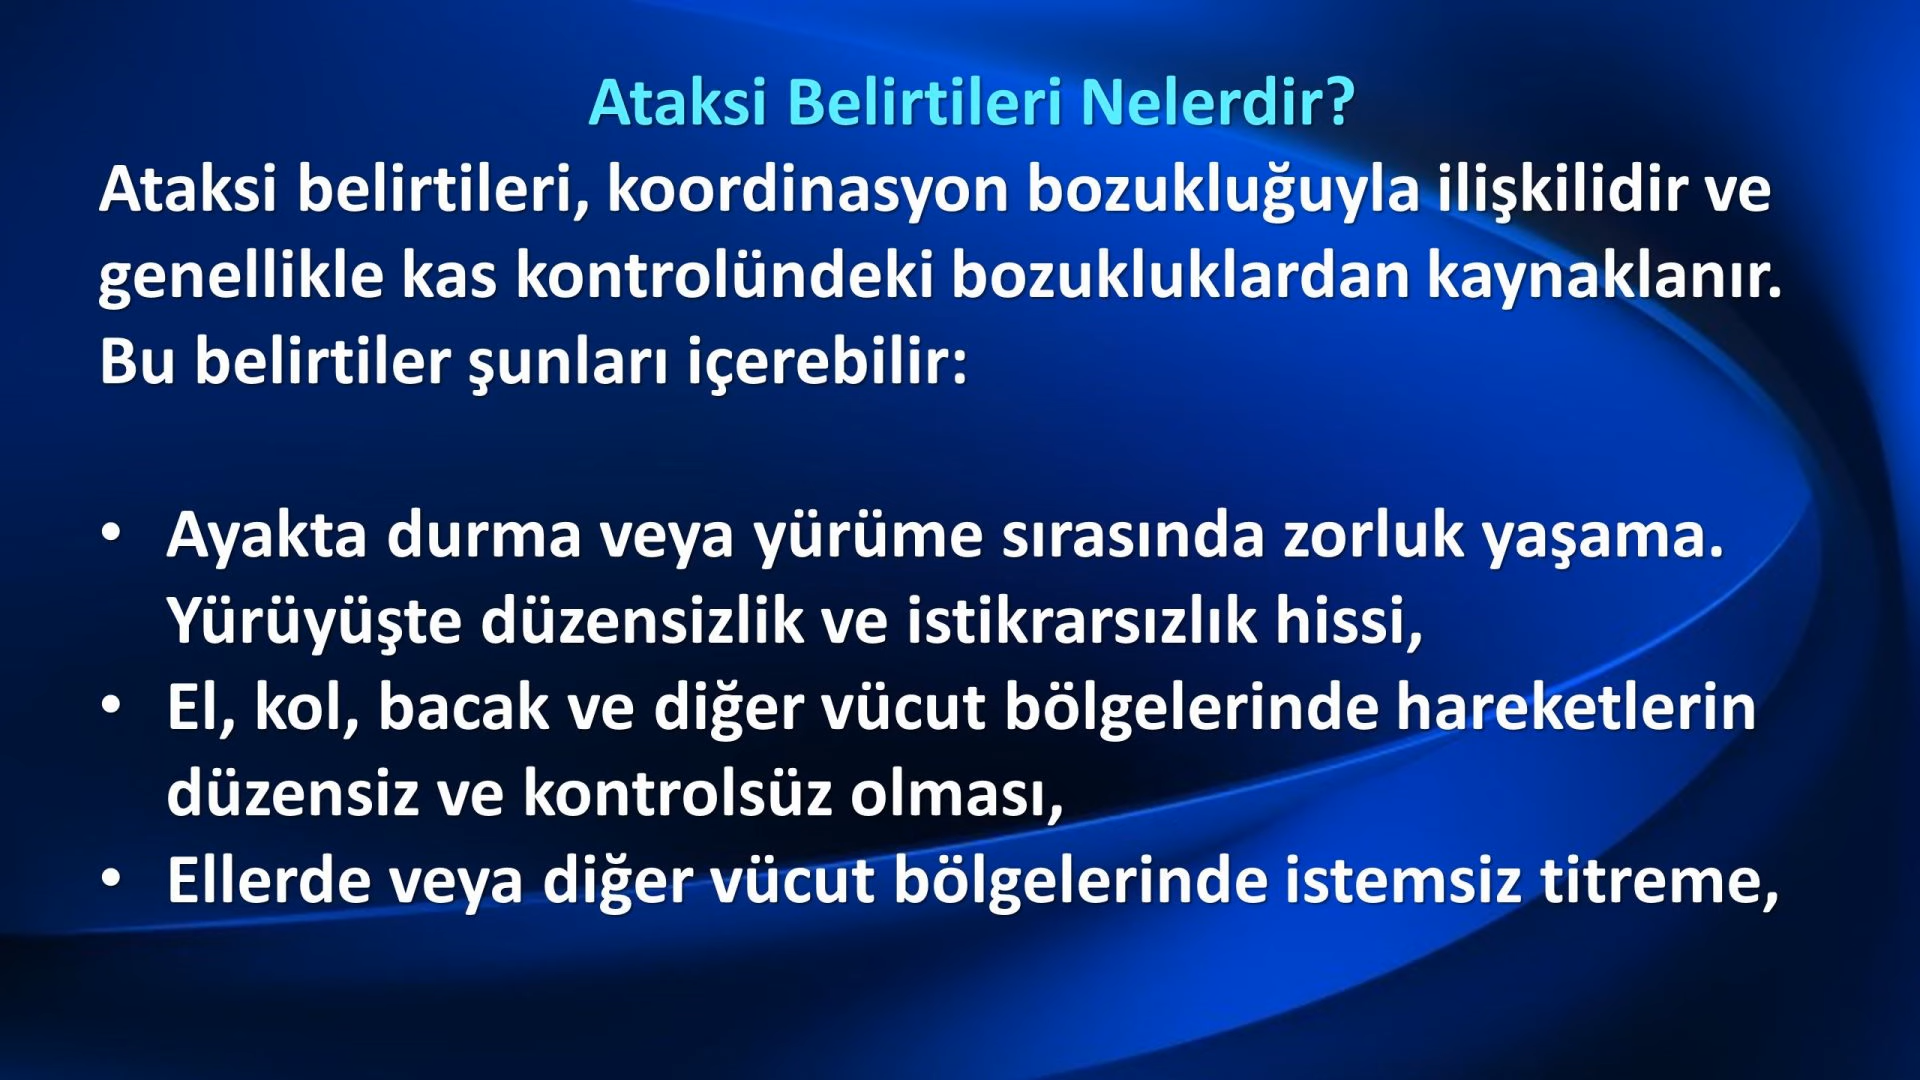 Ataksi Belirtileri Nelerdir?
Ataksi belirtileri, koordinasyon bozukluğuyla ilişkilidir ve
genellikle kas kontrolündeki bozukluklardan kaynaklanır.
Bu belirtiler şunları içerebilir:
• Ayakta durma veya yürüme sırasında zorluk yaşama.
Yürüyüşte düzensizlik ve istikrarsızlık hissi,
• El, kol, bacak ve diğer vücut bölgelerinde hareketlerin
düzensiz ve kontrolsüz olması,
• Ellerde veya diğer vücut bölgelerinde istemsiz titreme,